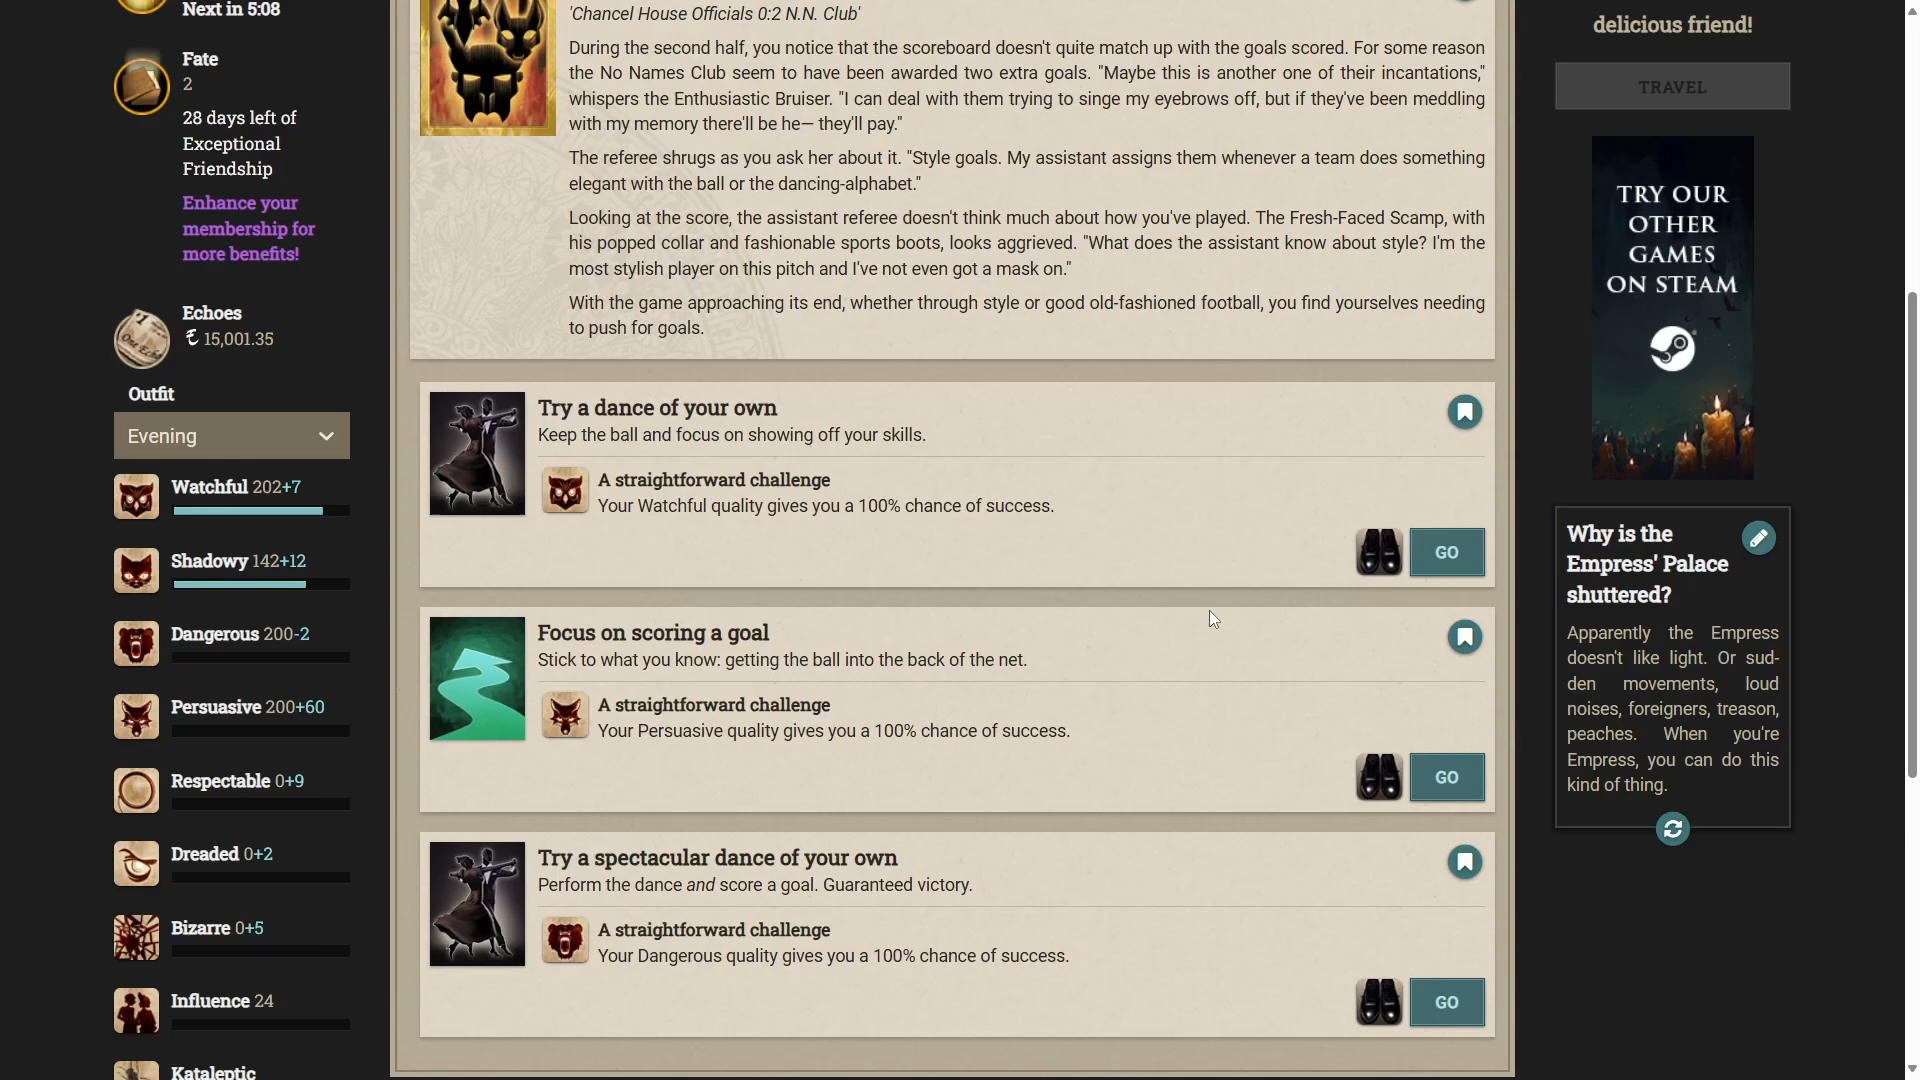 Next in 5:08
Fate
2
28 days left of
Exceptional
Friendship
Enhance your
membership for
more benefits!
Echoes
15,001.35
Outfit
Evening
Watchful 202+7
Shadowy 142+12
Dangerous 200-2
Persuasive 200+60
Respectable 0+9
Dreaded 0+2
Bizarre 0+5
Influence 24
Kataleptic
'Chancel House Officials 0:2 N.N. Club'
During the second half, you notice that the scoreboard doesn't quite match up with the goals scored. For some reason
the No Names Club seem to have been awarded two extra goals. "Maybe this is another one of their incantations,"
whispers the Enthusiastic Bruiser. "I can deal with them trying to singe my eyebrows off, but if they've been meddling
with my memory there'll be he— they'll pay."
The referee shrugs as you ask her about it. "Style goals. My assistant assigns them whenever a team does something
elegant with the ball or the dancing-alphabet."
Looking at the score, the assistant referee doesn't think much about how you've played. The Fresh-Faced Scamp, with
his popped collar and fashionable sports boots, looks aggrieved. "What does the assistant know about style? I'm the
most stylish player on this pitch and I've not even got a mask on."
With the game approaching its end, whether through style or good old-fashioned football, you find yourselves needing
to push for goals.
Try a dance of your own
Keep the ball and focus on showing off your skills.
A straightforward challenge
Your Watchful quality gives you a 100% chance of success.
GO
Focus on scoring a goal
Stick to what you know: getting the ball into the back of the net.
A straightforward challenge
Your Persuasive quality gives you a 100% chance of success.
GO
Try a spectacular dance of your own
Perform the dance and score a goal. Guaranteed victory.
A straightforward challenge
Your Dangerous quality gives you a 100% chance of success.
GO
delicious friend!
TRAVEL
TRY OUR
OTHER
GAMES
ON STEAM
Why is the
Empress' Palace
shuttered?
Apparently the Empress
doesn't like light. Or sud-
den movements, loud
noises, foreigners, treason,
peaches. When you're
Empress, you can do this
kind of thing.